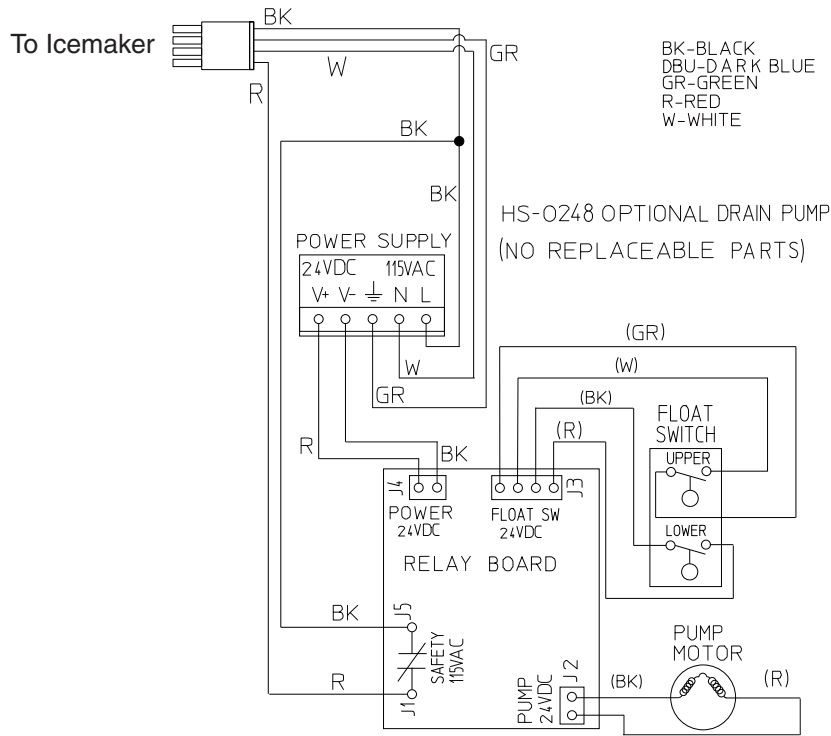 BK
To Icemaker
W
GR
R
BK-BLACK
DBU-DARK BLUE
GR-GREEN
R-RED
W-WHITE
BK
BK
HS-0248 OPTIONAL DRAIN PUMP
(NO REPLACEABLE PARTS)
POWER SUPPLY
24VDC 115VAC
V+ V- N L
W
GR
R
BK
(GR)
(W)
(BK)
(R)
FLOAT
SWITCH
UPPER
LOWER
J4
POWER
24VDC
J3
FLOAT SW
24VDC
RELAY BOARD
BK
J5
SAFETY
115VAC
R
J1
PUMP
24VDC
J2
(BK)
PUMP
MOTOR
(R)